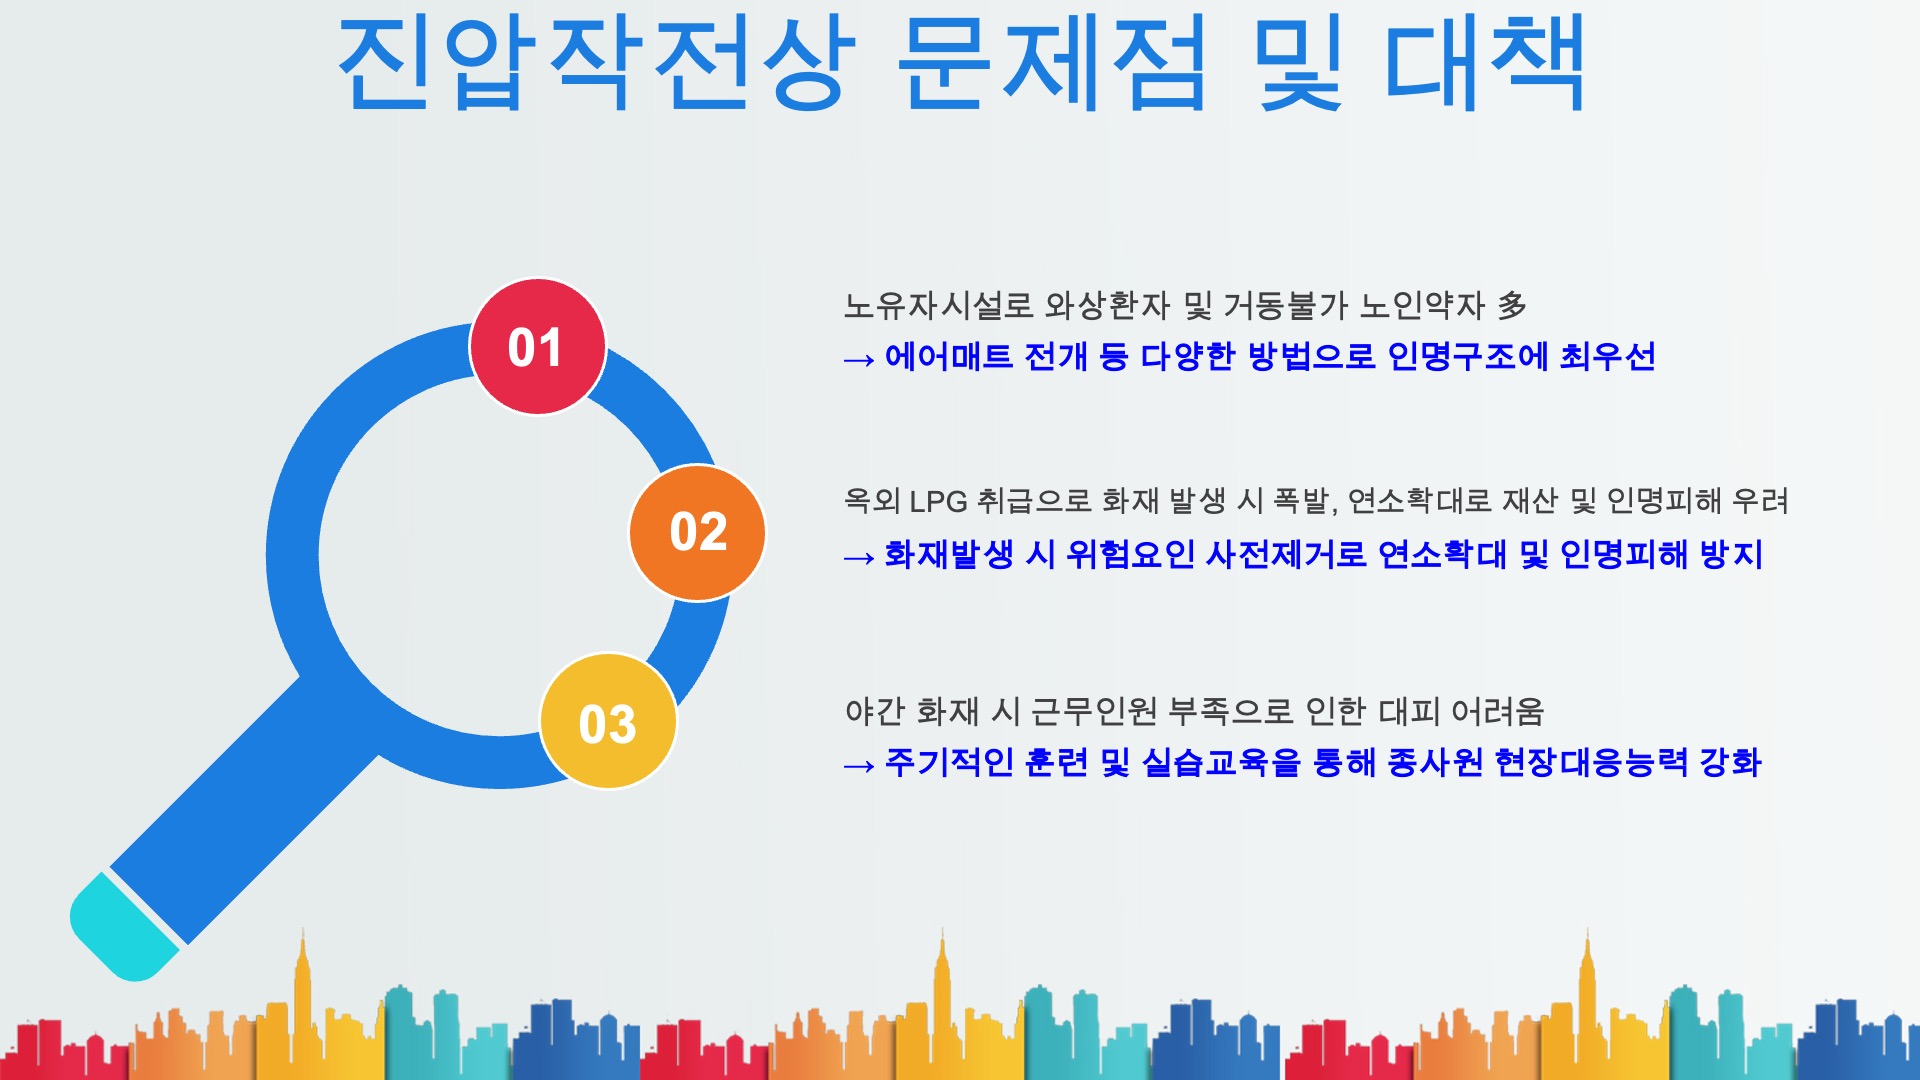 진압작전상 문제점 및 대책
01
노유자시설로 와상환자 및 거동불가 노인약자 多
→ 에어매트 전개 등 다양한 방법으로 인명구조에 최우선
02
옥외 LPG 취급으로 화재 발생 시 폭발, 연소확대로 재산 및 인명피해 우려
→ 화재발생 시 위험요인 사전제거로 연소확대 및 인명피해 방지
03
야간 화재 시 근무인원 부족으로 인한 대피 어려움
→ 주기적인 훈련 및 실습교육을 통해 종사원 현장대응능력 강화